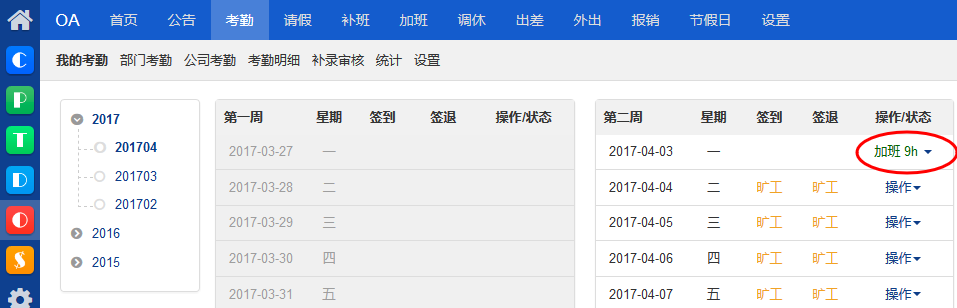 OA 首页 公告 考勤 请假 补班 加班 调休 出差 外出 报销 节假日 设置
我的考勤 部门考勤 公司考勤 考勤明细 补录审核 统计 设置
C
P
T
D
O
S
2017
201704
201703
201702
2016
2015
第一周 星期 签到 签退 操作/状态
2017-03-27 一
2017-03-28 二
2017-03-29 三
2017-03-30 四
2017-03-31 五
第二周 星期 签到 签退 操作/状态
2017-04-03 一 加班 9h
2017-04-04 二 旷工 旷工 操作
2017-04-05 三 旷工 旷工 操作
2017-04-06 四 旷工 旷工 操作
2017-04-07 五 旷工 旷工 操作